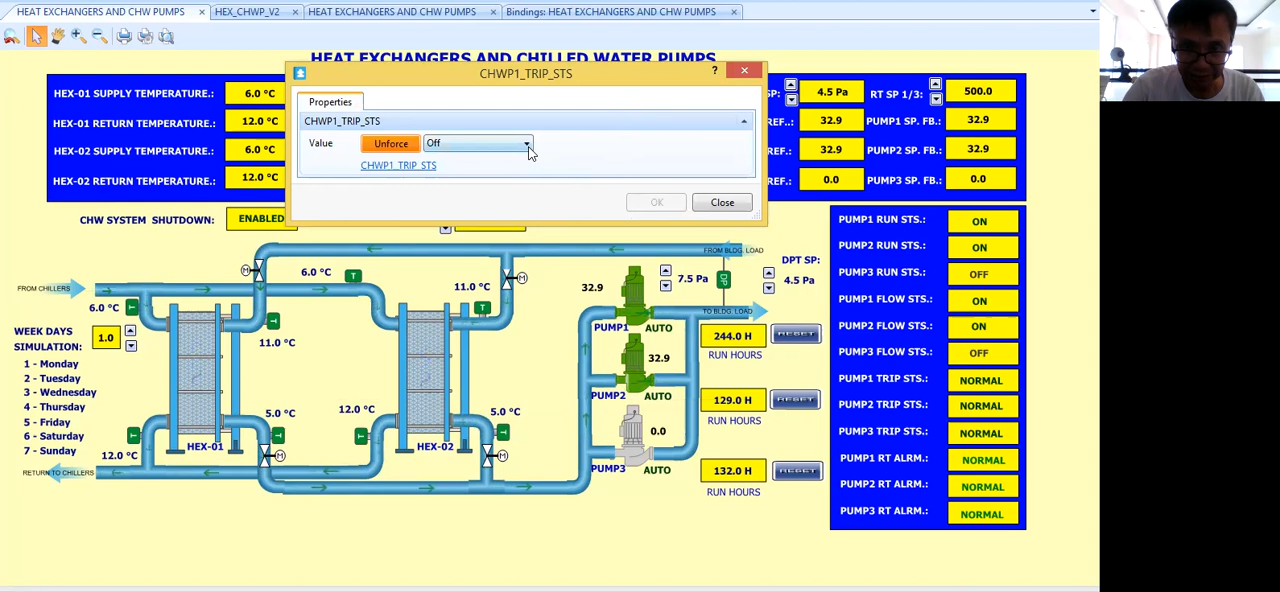 HEAT EXCHANGERS AND CHW PUMPS
HEX_CHWP_V2
HEAT EXCHANGERS AND CHW PUMPS
Bindings: HEAT EXCHANGERS AND CHW PUMPS
HEAT EXCHANGERS AND CHILLED WATER PUMPS
CHWP1_TRIP_STS
?
Properties
CHWP1_TRIP_STS
Value
Unforce
Off
CHWP1_TRIP_STS
OK
Close
HEX-01 SUPPLY TEMPERATURE.:
6.0 °C
HEX-01 RETURN TEMPERATURE.:
12.0 °C
HEX-02 SUPPLY TEMPERATURE.:
6.0 °C
HEX-02 RETURN TEMPERATURE.:
12.0 °C
CHW SYSTEM SHUTDOWN:
ENABLED
SP:
4.5 Pa
RT SP 1/3:
500.0
REF..:
32.9
PUMP1 SP. FB.:
32.9
32.9
PUMP2 SP. FB.:
32.9
REF.:
0.0
PUMP3 SP. FB.:
0.0
PUMP1 RUN STS.:
ON
PUMP2 RUN STS.:
ON
PUMP3 RUN STS.:
OFF
PUMP1 FLOW STS.:
ON
PUMP2 FLOW STS.:
ON
PUMP3 FLOW STS.:
OFF
PUMP1 TRIP STS.:
NORMAL
PUMP2 TRIP STS.:
NORMAL
PUMP3 TRIP STS.:
NORMAL
PUMP1 RT ALRM.:
NORMAL
PUMP2 RT ALRM.:
NORMAL
PUMP3 RT ALRM.:
NORMAL
FROM BLDG. LOAD
DPT SP:
4.5 Pa
7.5 Pa
DP
TO BLDG. LOAD
FROM CHILLERS
6.0 °C
T
M
6.0 °C
T
T
11.0 °C
11.0 °C
T
M
WEEK DAYS
SIMULATION:
1.0
1 - Monday
2 - Tuesday
3 - Wednesday
4 - Thursday
5 - Friday
6 - Saturday
7 - Sunday
5.0 °C
T
T
M
HEX-01
12.0 °C
RETURN TO CHILLERS
12.0 °C
T
HEX-02
5.0 °C
T
M
32.9
PUMP1
AUTO
32.9
PUMP2
AUTO
0.0
PUMP3
AUTO
244.0 H
RESET
RUN HOURS
129.0 H
RESET
RUN HOURS
132.0 H
RESET
RUN HOURS